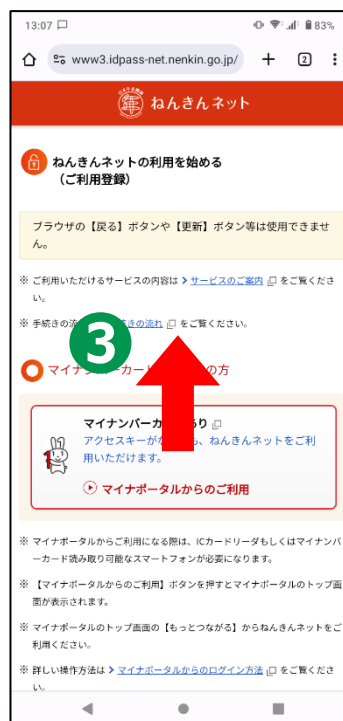 13:07 83%
www3.idpass-net.nenkin.go.jp/ 2
ねんきんネット
ねんきんネットの利用を始める
(ご利用登録)
ブラウザの【戻る】ボタンや【更新】ボタン等は使用できませ
ん。
※ ご利用いただけるサービスの内容は > サービスのご案内 をご覧くださ
い。
※ 手続きの きの流れ をご覧ください。
3
マイナ の方
マイナンバーカ り
アクセスキーが 、ねんきんネットをご利
用いただけます。
マイナポータルからのご利用
※ マイナポータルからご利用になる際は、ICカードリーダもしくはマイナンバ
ーカード読み取り可能なスマートフォンが必要になります。
※ 【マイナポータルからのご利用】ボタンを押すとマイナポータルのトップ画
面が表示されます。
※ マイナポータルのトップ画面の【もっとつながる】からねんきんネットをご
利用ください。
※ 詳しい操作方法は > マイナポータルからのログイン方法 をご覧くださ
い。